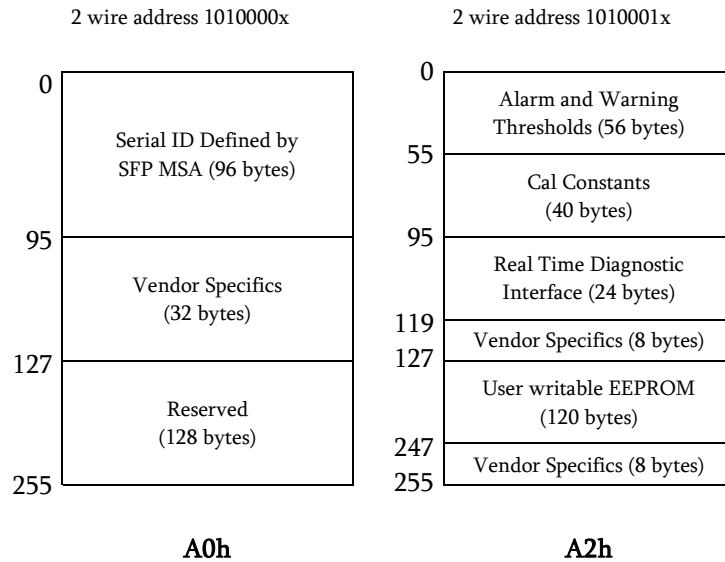 2 wire address 1010000x
0
Serial ID Defined by
SFP MSA (96 bytes)
95
Vendor Specifics
(32 bytes)
127
Reserved
(128 bytes)
255
A0h
2 wire address 1010001x
0
Alarm and Warning
Thresholds (56 bytes)
55
Cal Constants
(40 bytes)
95
Real Time Diagnostic
Interface (24 bytes)
119
Vendor Specifics (8 bytes)
127
User writable EEPROM
(120 bytes)
247
Vendor Specifics (8 bytes)
255
A2h